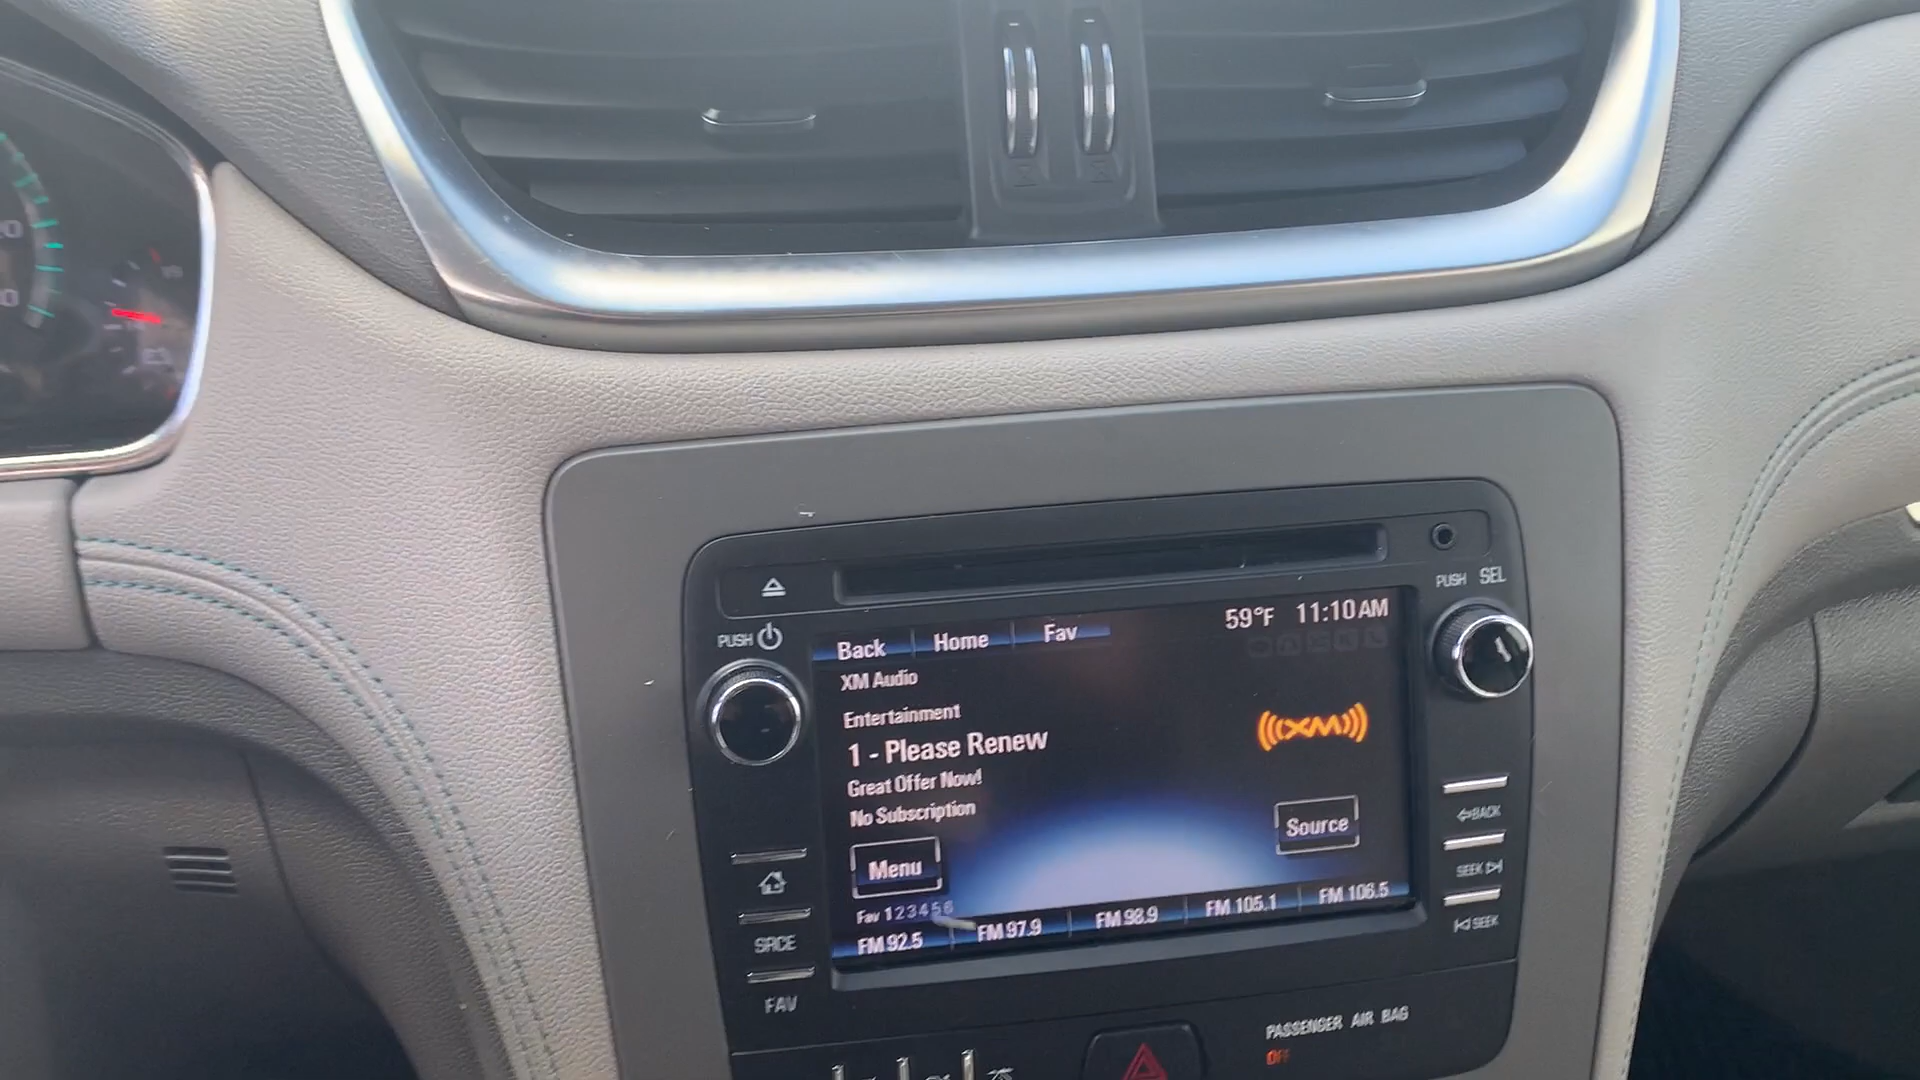 PUSH SEL
PUSH
Back Home Fav 59°F 11:10 AM
XM Audio
Entertainment
1 - Please Renew
((XM))
Great Offer Now!
No Subscription
Menu
Source
Fav 1 2 3 4 5 6
FM 92.5 FM 97.9 FM 98.9 FM 105.1 FM 106.5
BACK
SEEK
SEEK
SRCE
FAV
PASSENGER AIR BAG
OFF
19